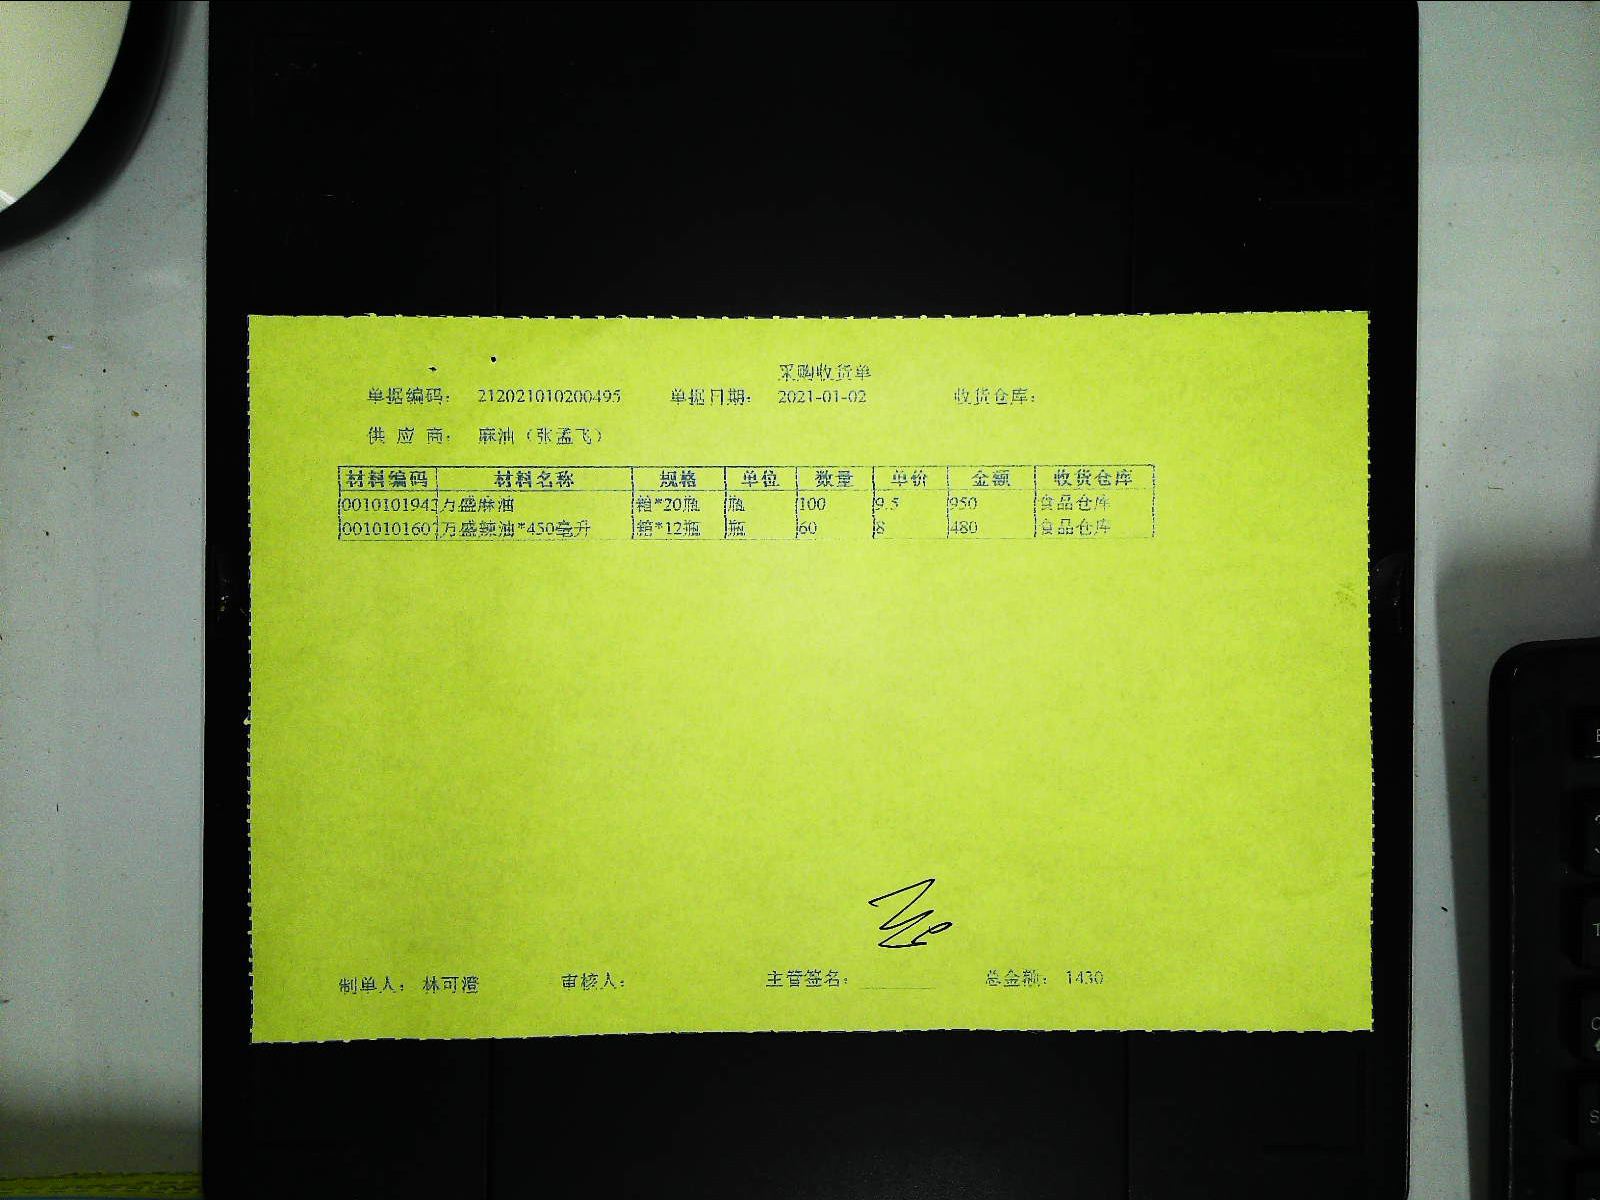 采购收货单
单据编码： 212021010200495 单据日期： 2021-01-02 收货仓库：
供 应 商： 麻油（张孟飞）
材料编码 材料名称 规格 单位 数量 单价 金额 收货仓库
0010101943 万盛麻油 箱*20瓶 瓶 100 9.5 950 食品仓库
0010101607 万盛辣油*450毫升 箱*12瓶 瓶 60 8 480 食品仓库
制单人： 林可澄 审核人： 主管签名： 总金额： 1430